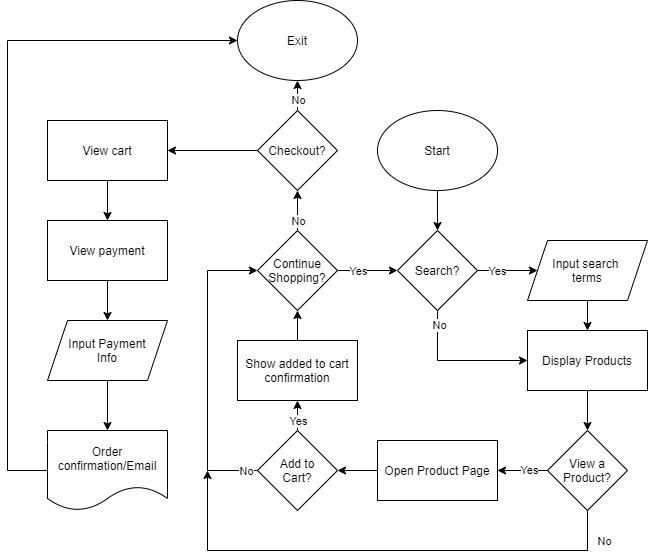 Exit
No
View cart
Checkout?
Start
No
View payment
Continue
Shopping?
Yes
Search?
Yes
Input search
terms
No
Input Payment
Info
Show added to cart
confirmation
Display Products
Yes
Order
confirmation/Email
No
Add to
Cart?
Open Product Page
Yes
View a
Product?
No